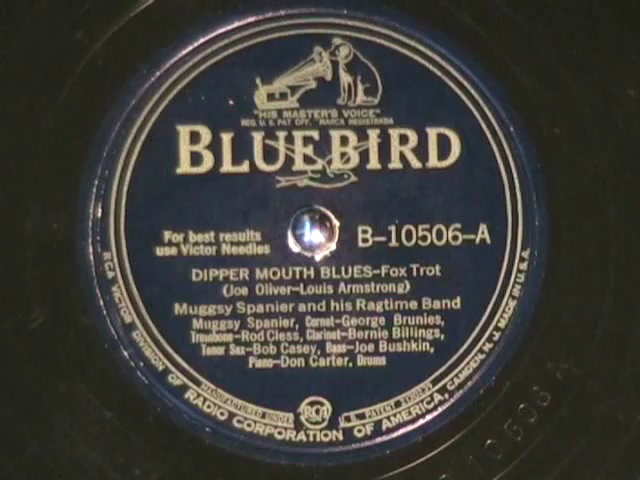 "HIS MASTER'S VOICE"
REG. U. S. PAT. OFF. MARCA REGISTRADA
BLUEBIRD
For best results
use Victor Needles
B-10506-A
DIPPER MOUTH BLUES-Fox Trot
(Joe Oliver-Louis Armstrong)
Muggsy Spanier and his Ragtime Band
Muggsy Spanier, Cornet-George Brunies,
Trombone-Rod Cless, Clarinet-Bernie Billings,
Tenor Sax-Bob Casey, Bass-Joe Bushkin,
Piano-Don Carter, Drums
MANUFACTURED UNDER
RCA
U. S. PATENT
RCA VICTOR DIVISION OF RADIO CORPORATION OF AMERICA, CAMDEN, N. J. MADE IN U.S.A.